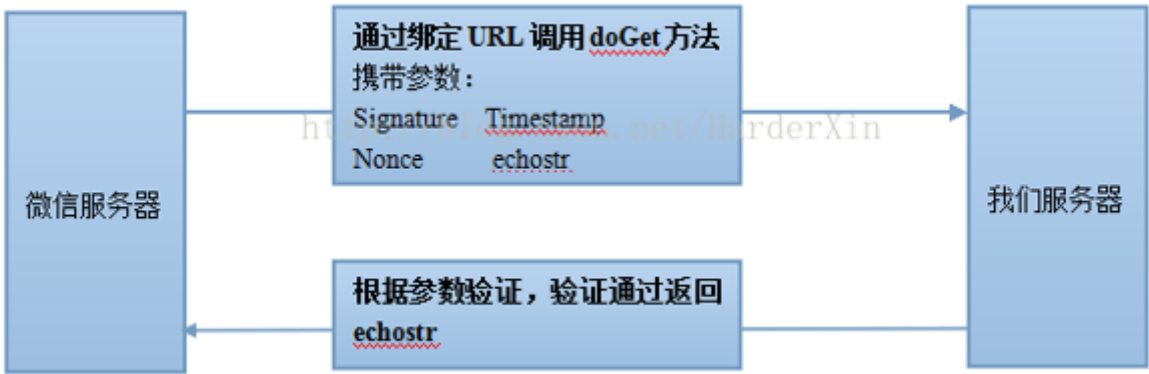 通过绑定 URL 调用 doGet 方法
携带参数：
Signature Timestamp
Nonce echostr
微信服务器
我们服务器
根据参数验证，验证通过返回
echostr